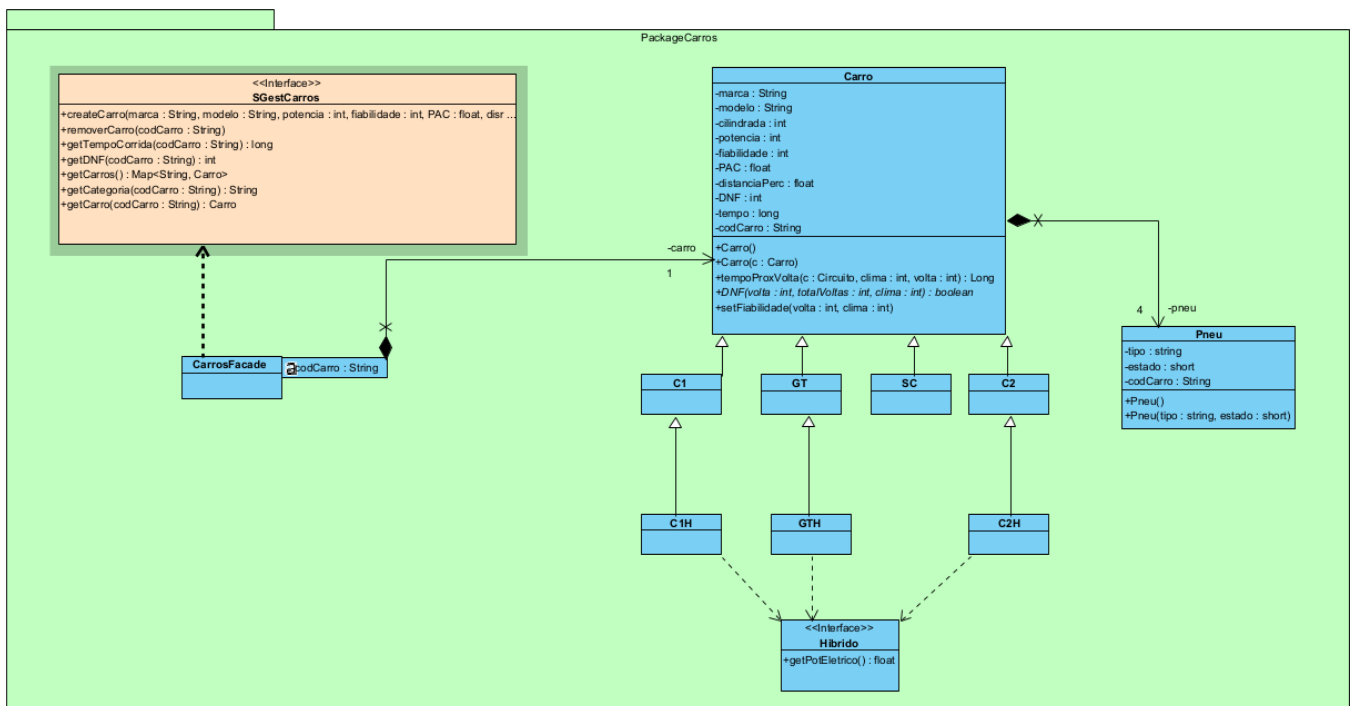 PackageCarros
<<Interface>>
SGestCarros
+createCarro(marca : String, modelo : String, potencia : int, fiabilidade : int, PAC : float, disr ...
+removerCarro(codCarro : String)
+getTempoCorrida(codCarro : String) : long
+getDNF(codCarro : String) : int
+getCarros() : Map<String, Carro>
+getCategoria(codCarro : String) : String
+getCarro(codCarro : String) : Carro
Carro
-marca : String
-modelo : String
-cilindrada : int
-potencia : int
-fiabilidade : int
-PAC : float
-distanciaPerc : float
-DNF : int
-tempo : long
-codCarro : String
+Carro()
+Carro(c : Carro)
+tempoProxVolta(c : Circuito, clima : int, volta : int) : Long
+DNF(volta : int, totalVoltas : int, clima : int) : boolean
+setFiabilidade(volta : int, clima : int)
-carro
1
4
-pneu
CarrosFacade
a
codCarro : String
Pneu
-tipo : string
-estado : short
-codCarro : String
+Pneu()
+Pneu(tipo : string, estado : short)
C1
GT
SC
C2
C1H
GTH
C2H
<<Interface>>
Hibrido
+getPotEletrico() : float